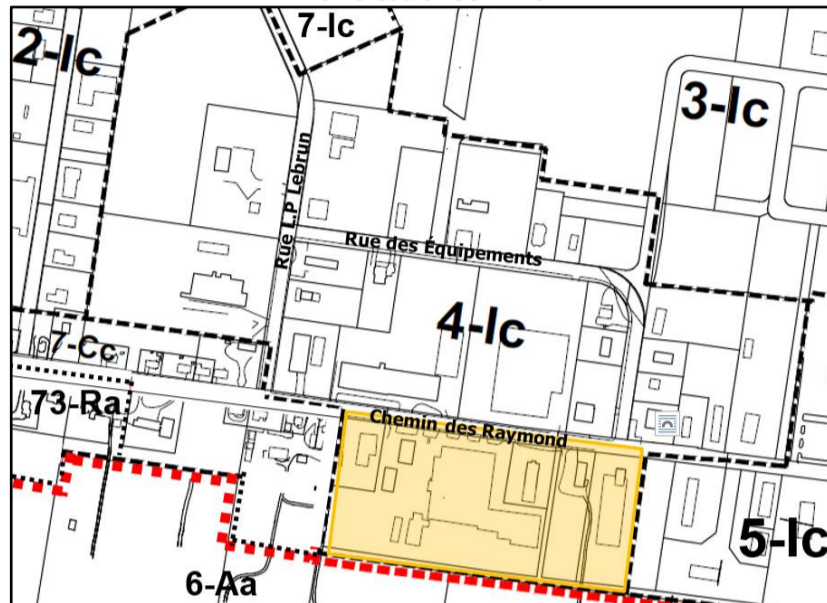 7-Ic
2-Ic
3-Ic
Rue L.P Lebrun
Rue des Équipements
4-Ic
7-Cc
73-Ra
Chemin des Raymond
5-Ic
6-Aa